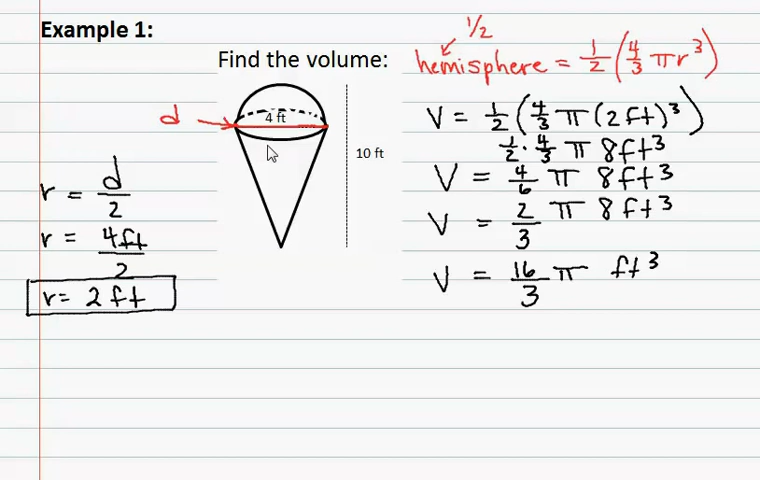 Example 1:
1/2
Find the volume:
hemisphere = 1/2 (4/3 πr³)
d
4 ft
10 ft
V = 1/2 (4/3 π (2ft)³)
1/2 · 4/3 π 8ft³
V = 4/6 π 8ft³
V = 2/3 π 8ft³
V = 16/3 π ft³
r = d/2
r = 4ft/2
r = 2ft